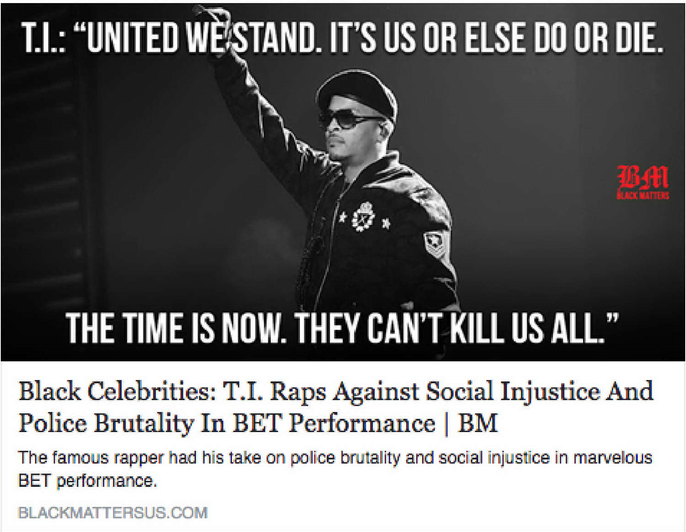 T.I.: “UNITED WE STAND. IT’S US OR ELSE DO OR DIE.
BM
BLACK MATTERS
THE TIME IS NOW. THEY CAN’T KILL US ALL.”
Black Celebrities: T.I. Raps Against Social Injustice And
Police Brutality In BET Performance | BM
The famous rapper had his take on police brutality and social injustice in marvelous
BET performance.
BLACKMATTERSUS.COM